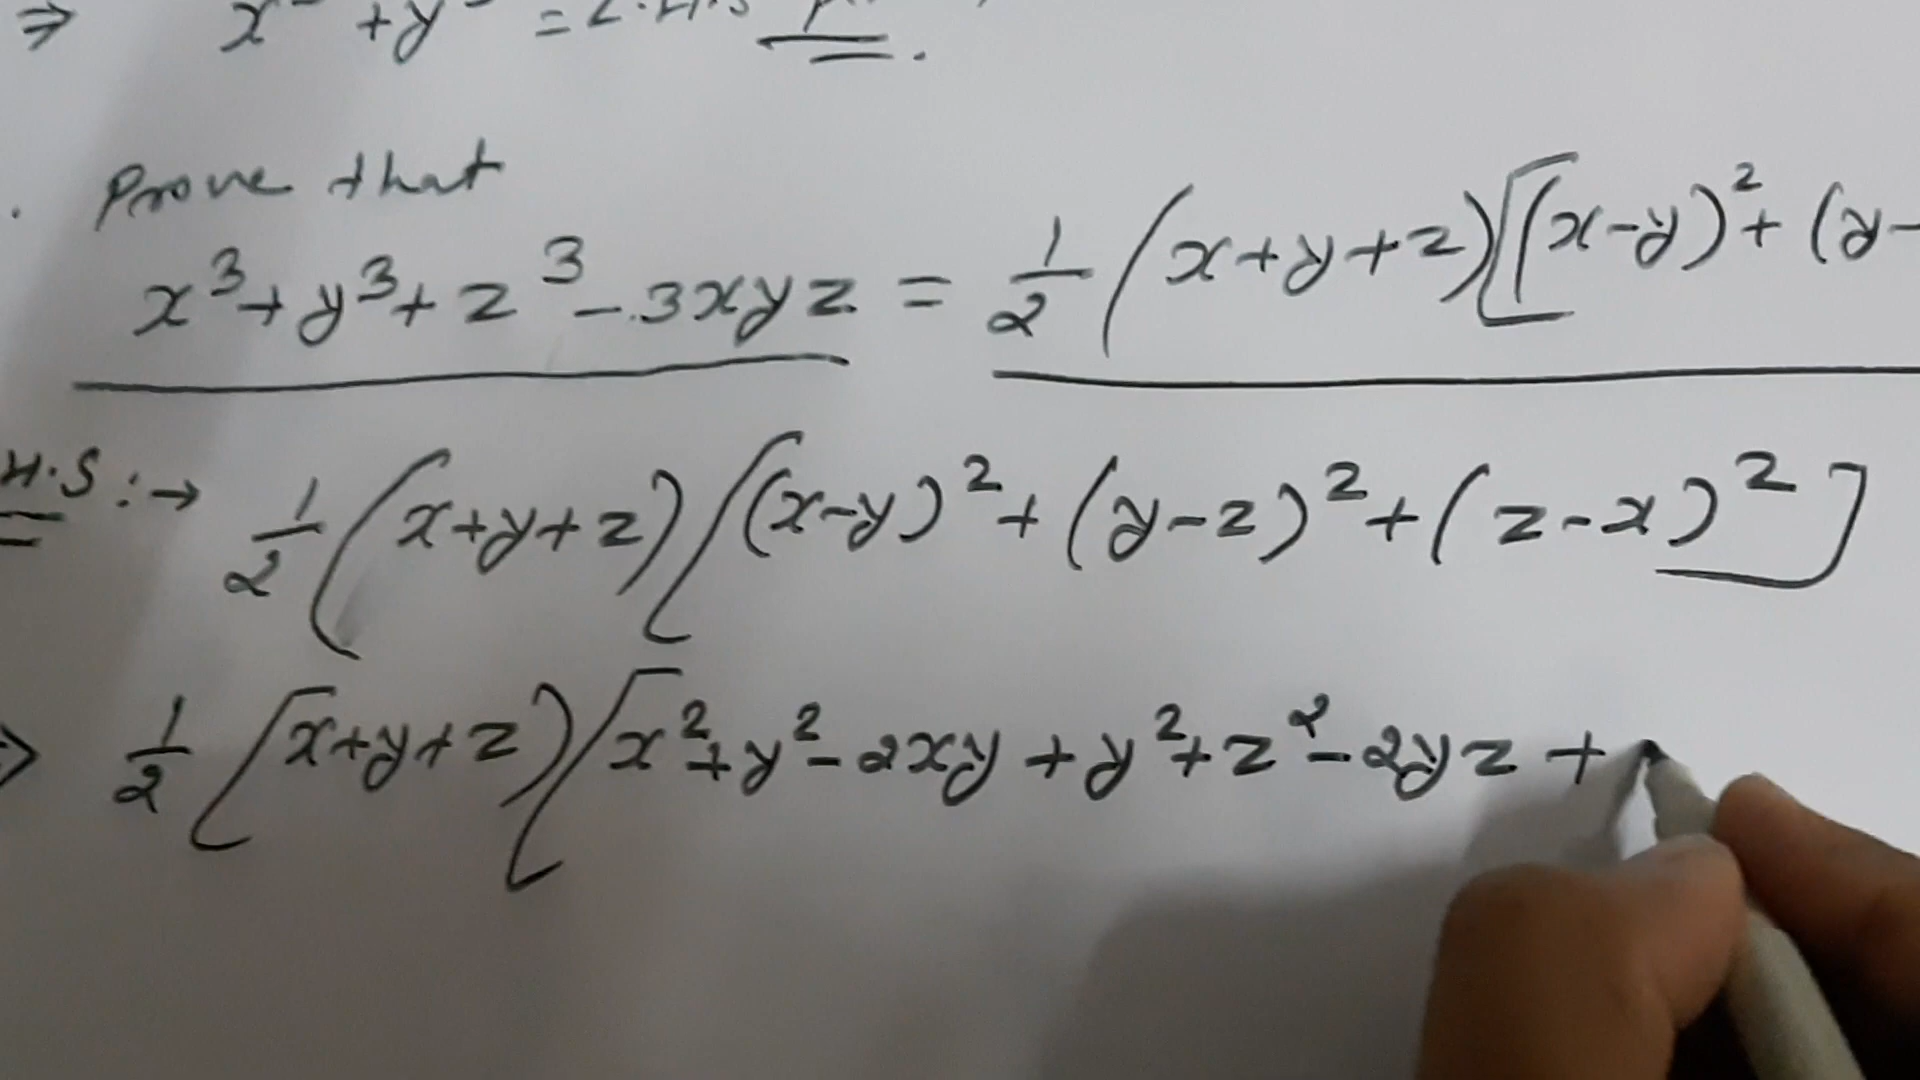 ⇒ x + y = L.H.S
. Prove that
x³ + y³ + z³ - 3xyz = 1/2 (x+y+z) [(x-y)² + (y-
H.S :→ 1/2 (x+y+z) [(x-y)² + (y-z)² + (z-x)²]
⇒ 1/2 [x+y+z) [x² + y² - 2xy + y² + z² - 2yz +